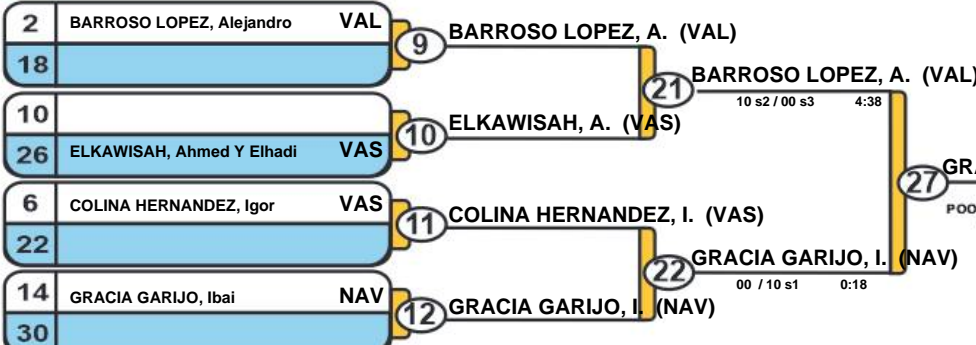 2 BARROSO LOPEZ, Alejandro VAL
18
9
BARROSO LOPEZ, A. (VAL)
10
26 ELKAWISAH, Ahmed Y Elhadi VAS
10
ELKAWISAH, A. (VAS)
21
BARROSO LOPEZ, A. (VAL)
10 s2 / 00 s3 4:38
6 COLINA HERNANDEZ, Igor VAS
22
11
COLINA HERNANDEZ, I. (VAS)
14 GRACIA GARIJO, Ibai NAV
30
12
GRACIA GARIJO, I. (NAV)
22
GRACIA GARIJO, I. (NAV)
00 / 10 s1 0:18
27
GRA
POO